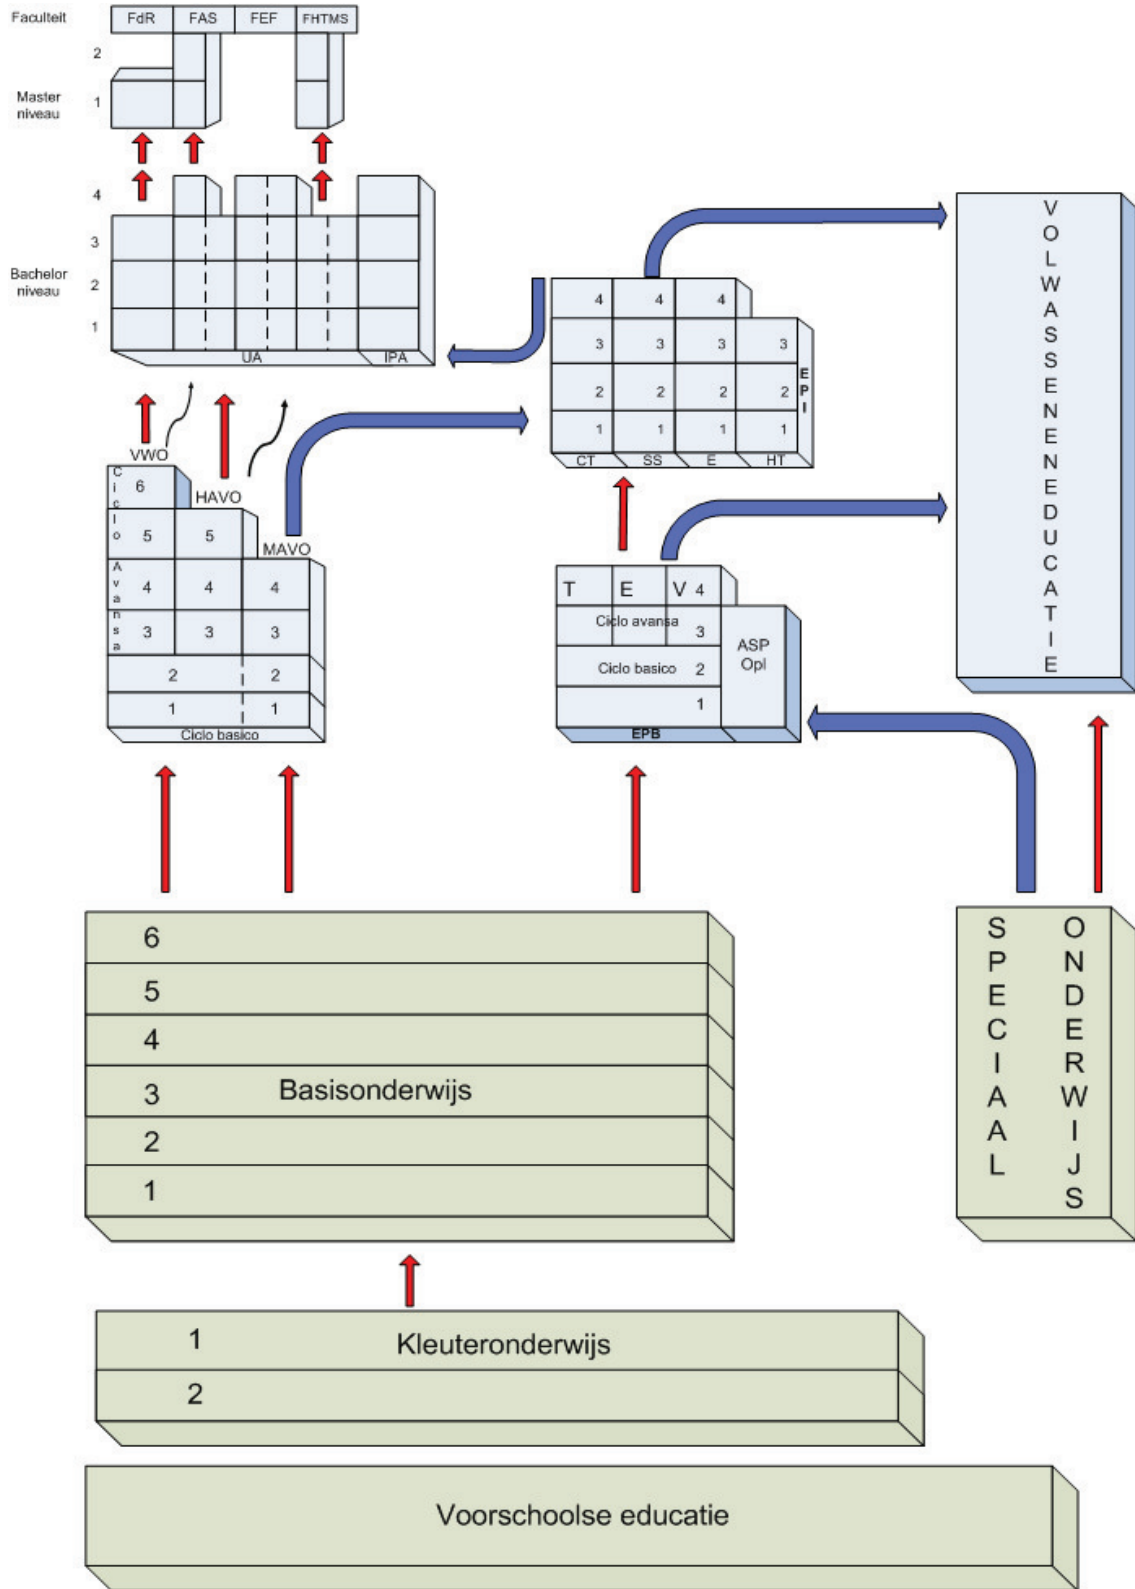 Faculteit FdR FAS FEF FHTMS
2
Master
niveau
1
4
3
Bachelor
niveau
2
1
UA IPA
VWO
HAVO
MAVO
Ciclo Avansa
6
5 5
4 4 4
3 3 3
2 2
1 1
Ciclo basico
4 4 4
3 3 3 3
2 2 2 2
1 1 1 1
CT SS E HT
EPI
T E V 4
Ciclo avansa 3
Ciclo basico 2
1
EPB
ASP
Opl
VOLWASSENENEDUCATIE
6
5
4
3 Basisonderwijs
2
1
SPECIAAL
ONDERWIJS
1 Kleuteronderwijs
2
Voorschoolse educatie